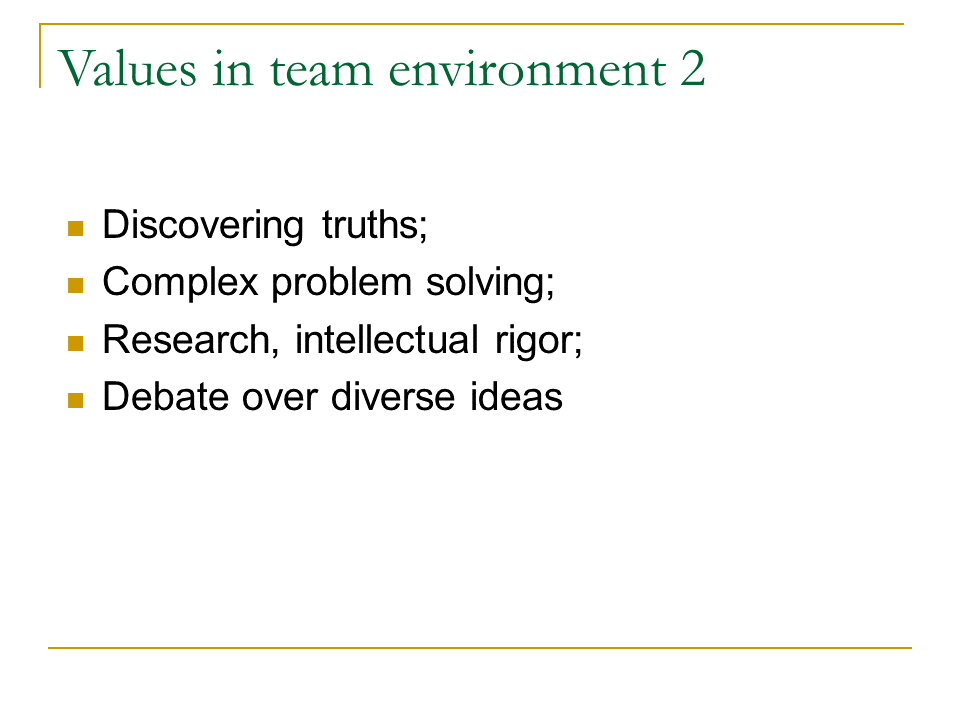 Values in team environment 2
Discovering truths;
Complex problem solving;
Research, intellectual rigor;
Debate over diverse ideas